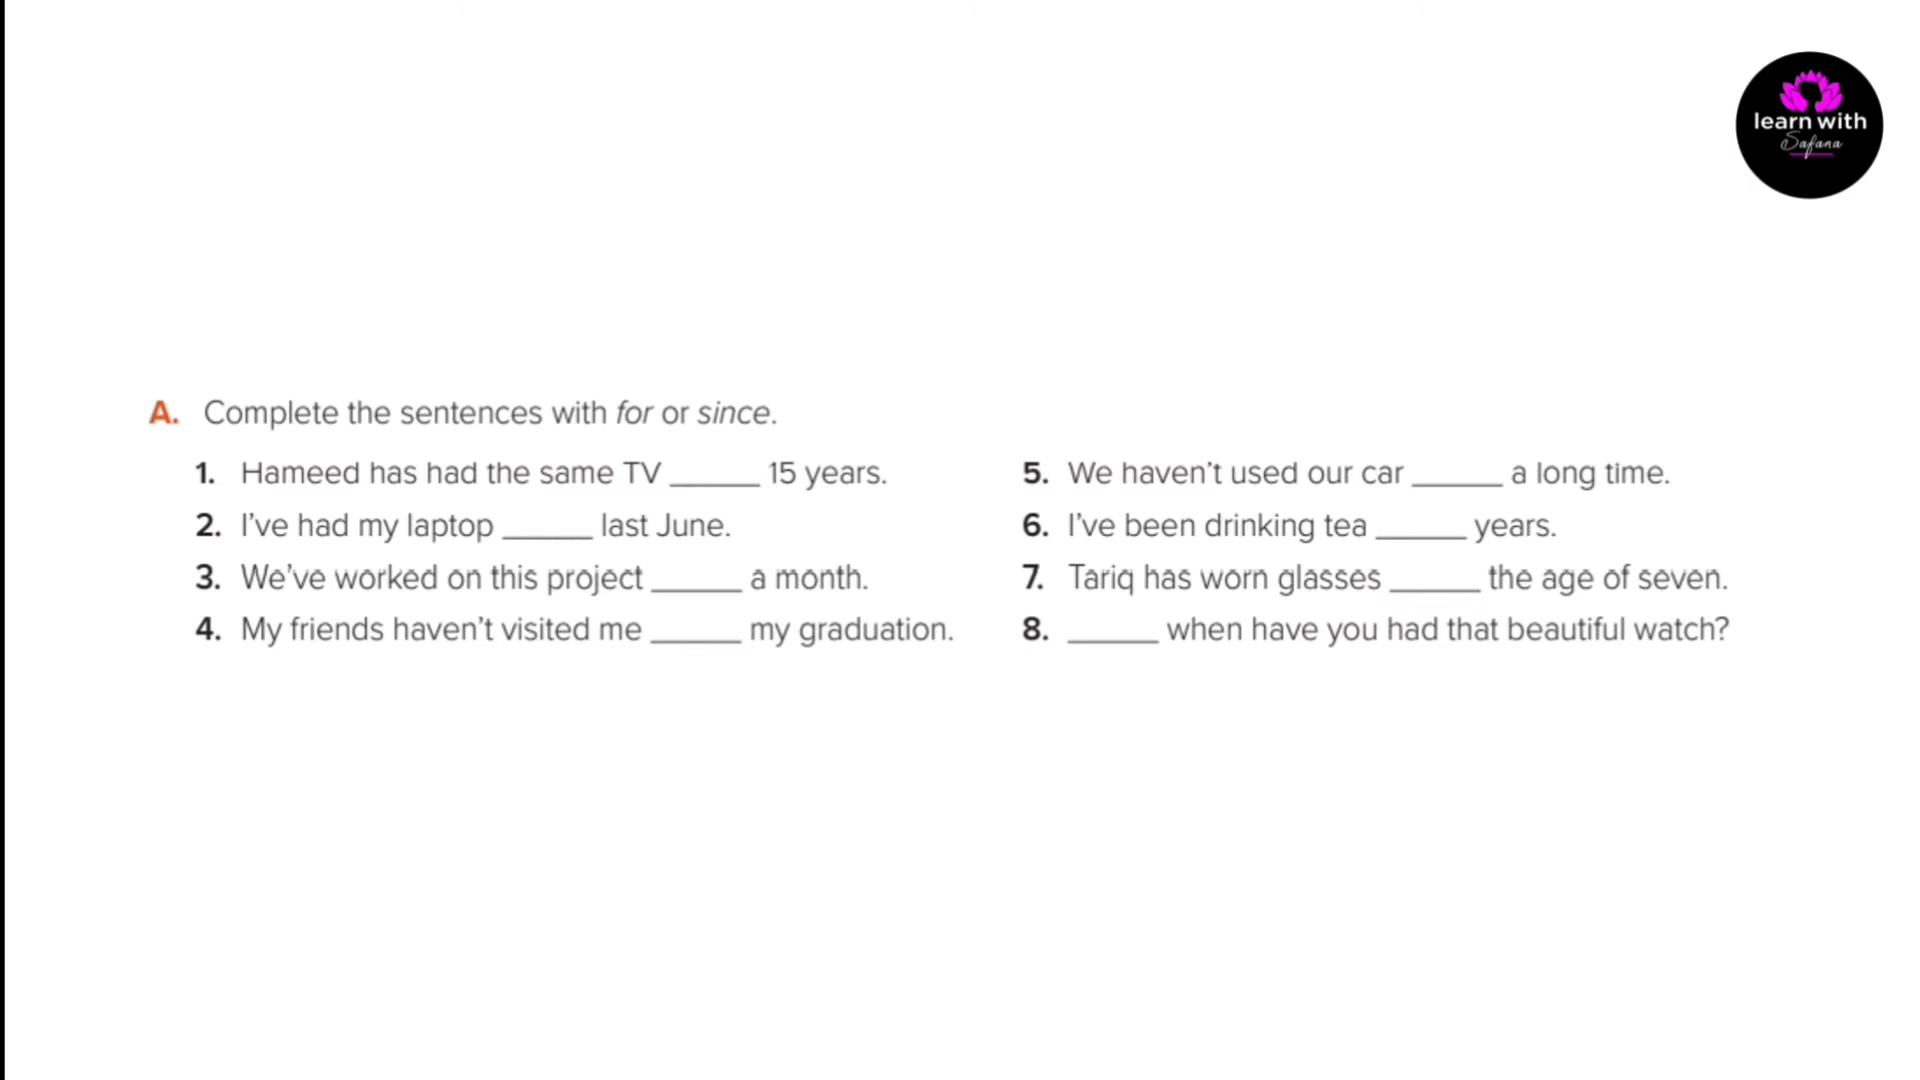 learn with
Safana
A. Complete the sentences with for or since.
1. Hameed has had the same TV ______ 15 years.
2. I've had my laptop ______ last June.
3. We've worked on this project ______ a month.
4. My friends haven't visited me ______ my graduation.
5. We haven't used our car ______ a long time.
6. I've been drinking tea ______ years.
7. Tariq has worn glasses ______ the age of seven.
8. ______ when have you had that beautiful watch?